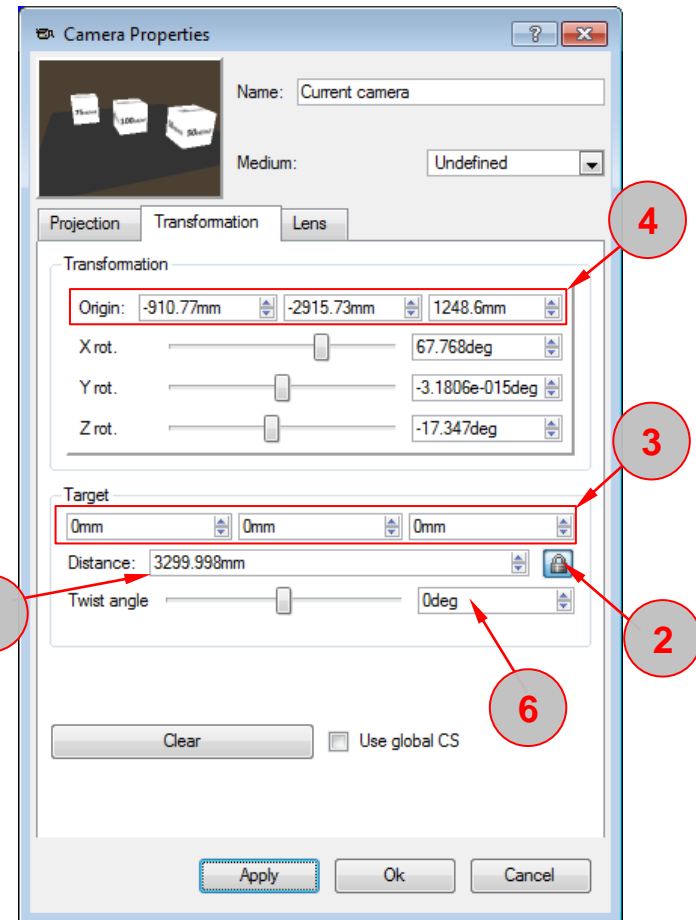 Camera Properties
?
Name: Current camera
Medium: Undefined
Projection Transformation Lens
4
Transformation
Origin: -910.77mm -2915.73mm 1248.6mm
X rot. 67.768deg
Y rot. -3.1806e-015deg
Z rot. -17.347deg
3
Target
0mm 0mm 0mm
Distance: 3299.998mm
Twist angle 0deg
2
6
Clear Use global CS
Apply Ok Cancel